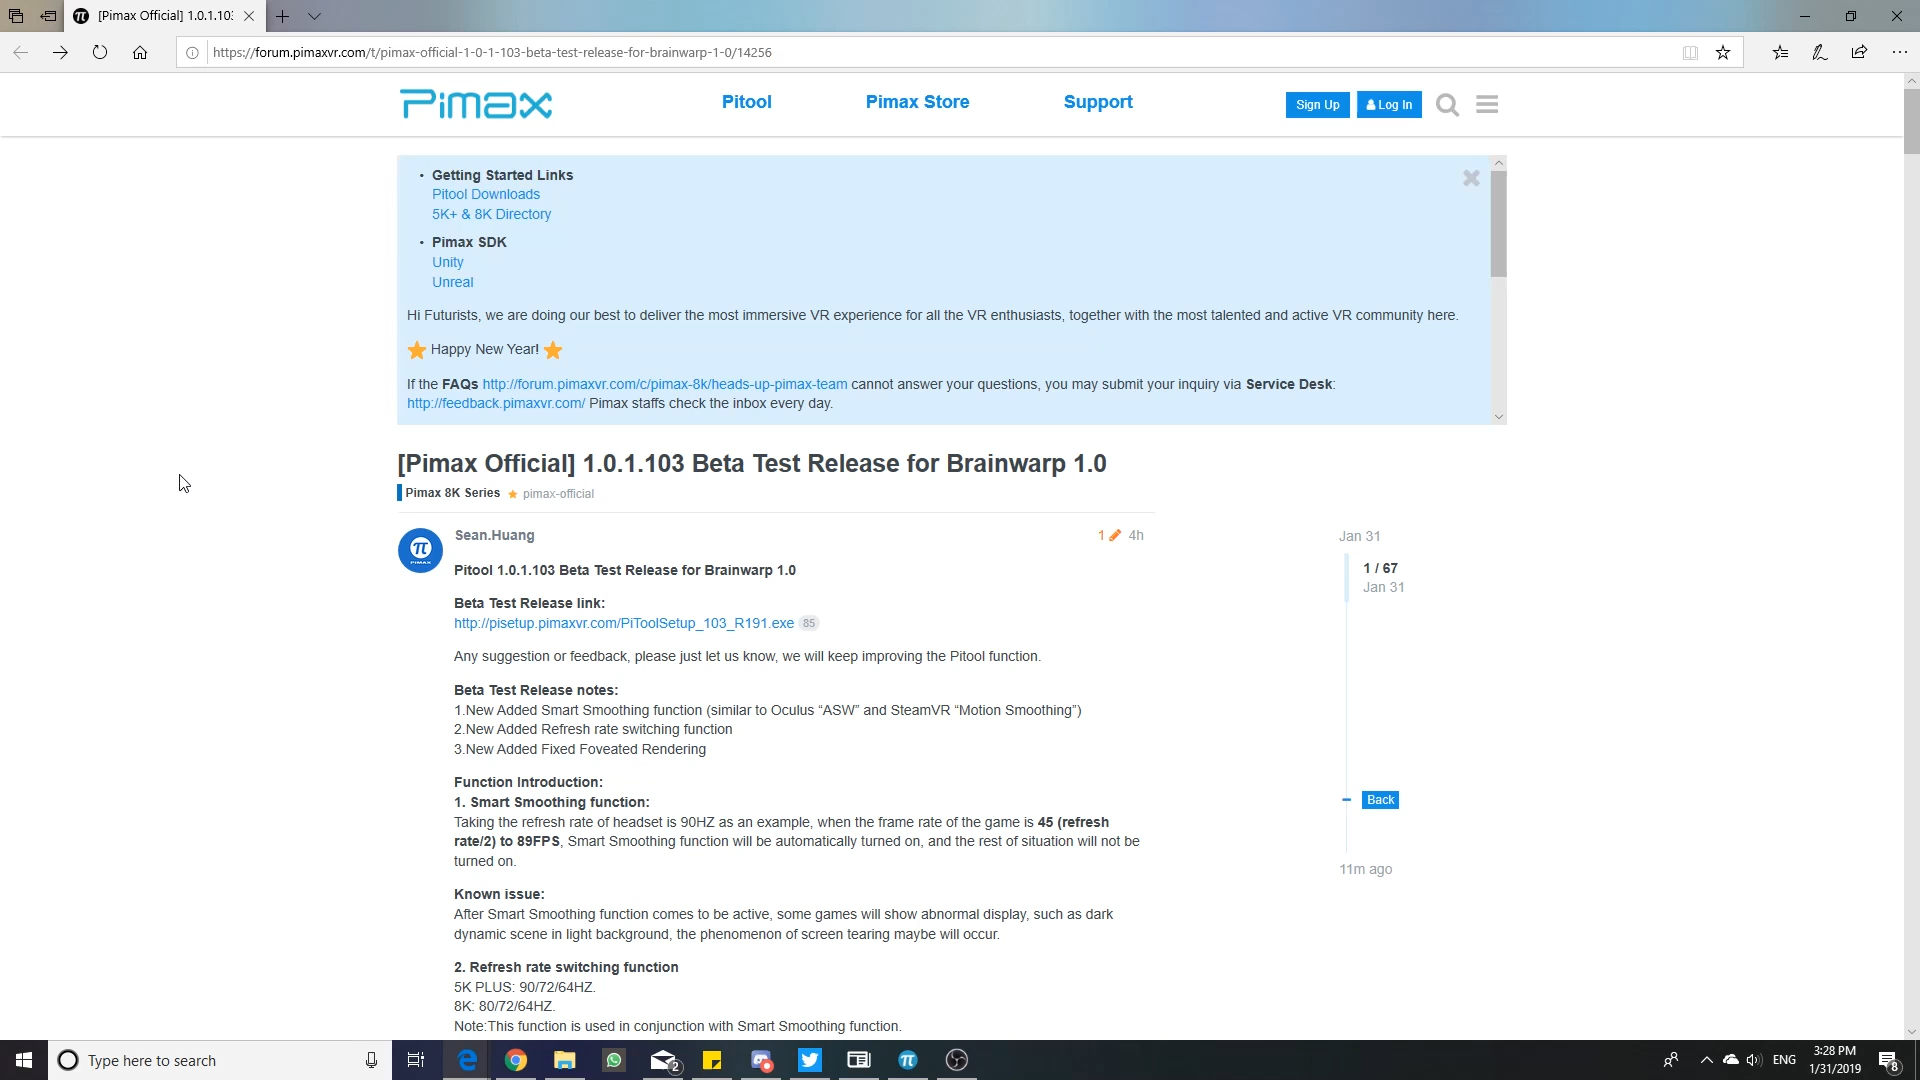 [Pimax Official] 1.0.1.103
https://forum.pimaxvr.com/t/pimax-official-1-0-1-103-beta-test-release-for-brainwarp-1-0/14256
Pimax
Pitool
Pimax Store
Support
Sign Up
Log In
• Getting Started Links
Pitool Downloads
5K+ & 8K Directory
• Pimax SDK
Unity
Unreal
Hi Futurists, we are doing our best to deliver the most immersive VR experience for all the VR enthusiasts, together with the most talented and active VR community here.
Happy New Year!
If the FAQs http://forum.pimaxvr.com/c/pimax-8k/heads-up-pimax-team cannot answer your questions, you may submit your inquiry via Service Desk:
http://feedback.pimaxvr.com/ Pimax staffs check the inbox every day.
[Pimax Official] 1.0.1.103 Beta Test Release for Brainwarp 1.0
Pimax 8K Series pimax-official
Sean.Huang
1 4h
PIMAX
Pitool 1.0.1.103 Beta Test Release for Brainwarp 1.0
Beta Test Release link:
http://pisetup.pimaxvr.com/PiToolSetup_103_R191.exe 85
Any suggestion or feedback, please just let us know, we will keep improving the Pitool function.
Beta Test Release notes:
1.New Added Smart Smoothing function (similar to Oculus “ASW” and SteamVR “Motion Smoothing”)
2.New Added Refresh rate switching function
3.New Added Fixed Foveated Rendering
Function Introduction:
1. Smart Smoothing function:
Taking the refresh rate of headset is 90HZ as an example, when the frame rate of the game is 45 (refresh
rate/2) to 89FPS, Smart Smoothing function will be automatically turned on, and the rest of situation will not be
turned on.
Known issue:
After Smart Smoothing function comes to be active, some games will show abnormal display, such as dark
dynamic scene in light background, the phenomenon of screen tearing maybe will occur.
2. Refresh rate switching function
5K PLUS: 90/72/64HZ.
8K: 80/72/64HZ.
Note:This function is used in conjunction with Smart Smoothing function.
Jan 31
1 / 67
Jan 31
Back
11m ago
Type here to search
2
ENG
3:28 PM
1/31/2019
8